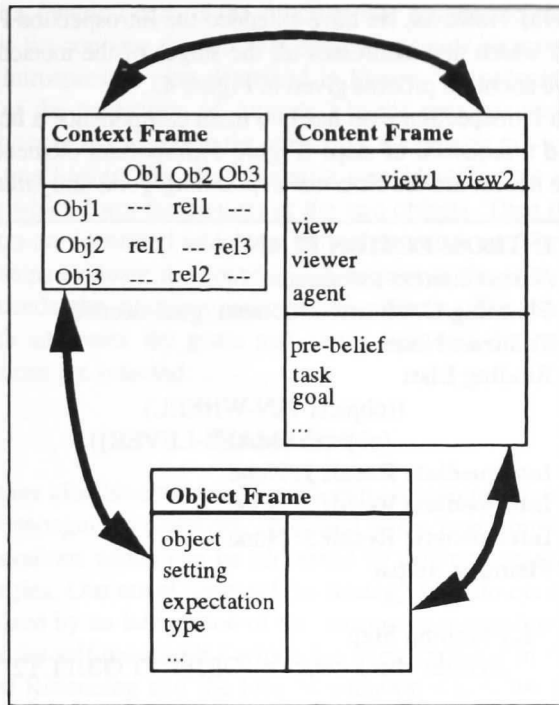 Context Frame
Ob1 Ob2 Ob3
Obj1 ---- rel1 ---
Obj2 rel1 --- rel3
Obj3 --- rel2 ---
Content Frame
view1 view2...
view
viewer
agent
pre-belief
task
goal
...
Object Frame
object
setting
expectation
type
...